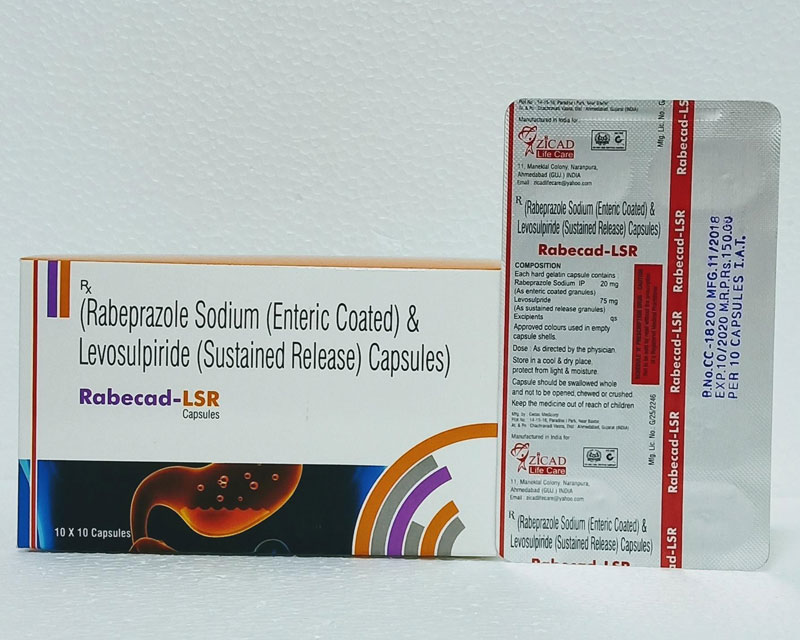 Rx
(Rabeprazole Sodium (Enteric Coated) &
Levosulpiride (Sustained Release) Capsules)
Rabecad-LSR
Capsules
10 X 10 Capsules
Manufactured in India for
ZICAD
Life Care
11, Maneklal Colony, Naranpura,
Ahmedabad (GUJ.) INDIA
Email : zicadlifecare@yahoo.com
Rx
(Rabeprazole Sodium (Enteric Coated) &
Levosulpiride (Sustained Release) Capsules)
Rabecad-LSR
COMPOSITION
Each hard gelatin capsule contains
Rabeprazole Sodium IP 20 mg
(As enteric coated granules)
Levosulpride 75 mg
(As sustained release granules)
Excipients qs
Approved colours used in empty
capsule shells.
Dose : As directed by the physician.
Store in a cool & dry place,
protect from light & moisture.
Capsule should be swallowed whole
and not to be opened, chewed or crushed
Keep the medicine out of reach of children
Manufactured in India for
ZICAD
Life Care
11, Maneklal Colony, Naranpura,
Ahmedabad (GUJ.) INDIA
Email : zicadlifecare@yahoo.com
Rx
(Rabeprazole Sodium (Enteric Coated) &
Levosulpiride (Sustained Release) Capsules)
Rabecad-LSR
Mfg. Lic. No.: G/25/2246
Mfg. Lic. No.: G
Rabecad-LSR
Rabecad-LSR
Rabecad-LSR
Rabecad-LSR
d-LSR
B.No.CC-18200 MFG.11/2018
EXP.10/2020 M.R.P.Rs.150.00
PER 10 CAPSULES I.A.T.